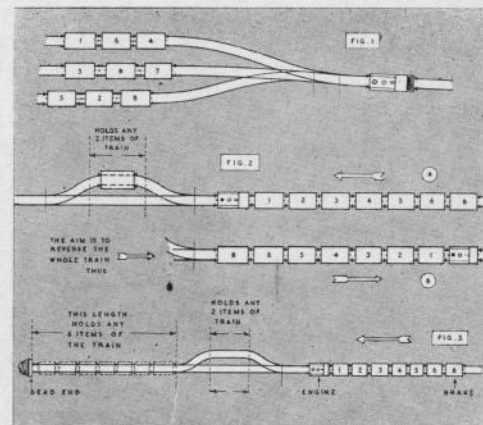 1 6 4
FIG. 1
3 8 7
5 2 8
HOLDS ANY
2 ITEMS OF
TRAIN
FIG. 2
A
1 2 3 4 5 6 B
THE AIM IS TO
REVERSE THE
WHOLE TRAIN
THUS
B 6 5 4 3 2 1
B
THIS LENGTH
HOLDS ANY
6 ITEMS OF
THE TRAIN
HOLDS ANY
2 ITEMS OF
TRAIN
FIG. 3
1 2 3 4 5 6 B
DEAD END
ENGINE
BRAKE